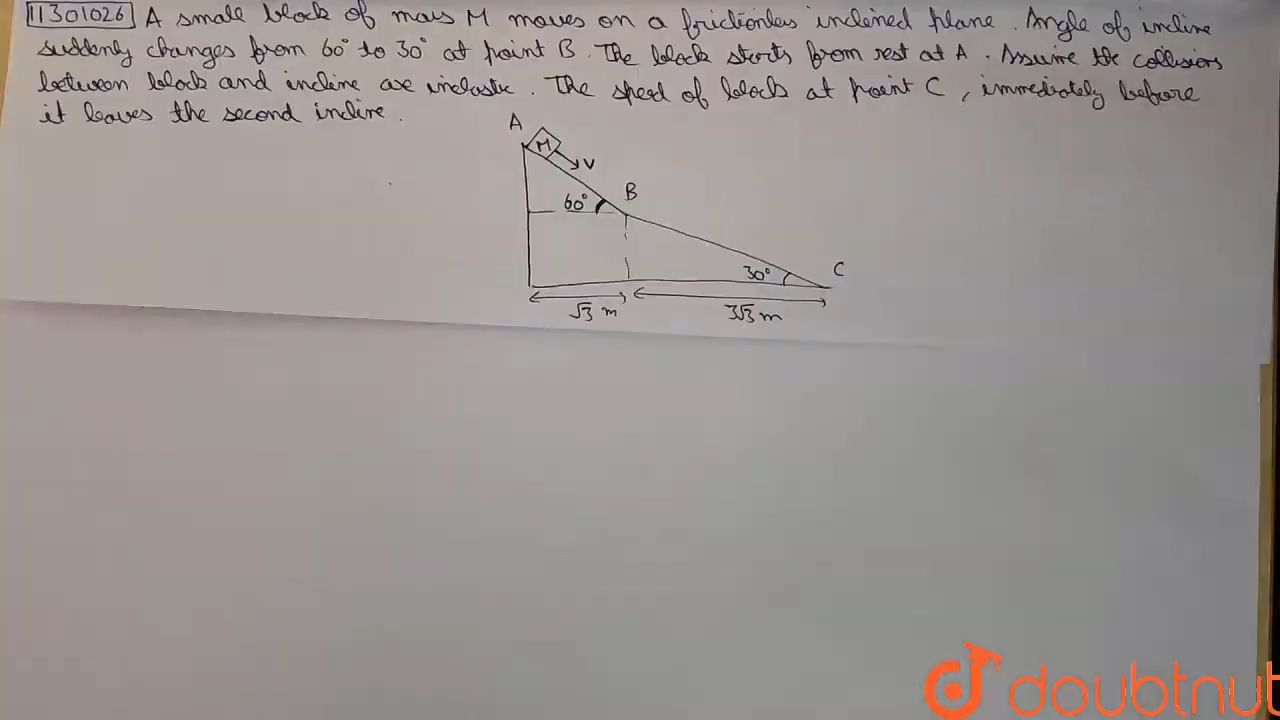 11301026 A small block of mass M moves on a frictionless inclined plane. Angle of incline
suddenly changes from 60° to 30° at point B. The block starts from rest at A. Assume the collisions
between block and incline are inelastic. The speed of block at point C, immediately before
it leaves the second incline.
A
M
V
B
60°
30°
C
√3 m
3√3 m
doubtnut